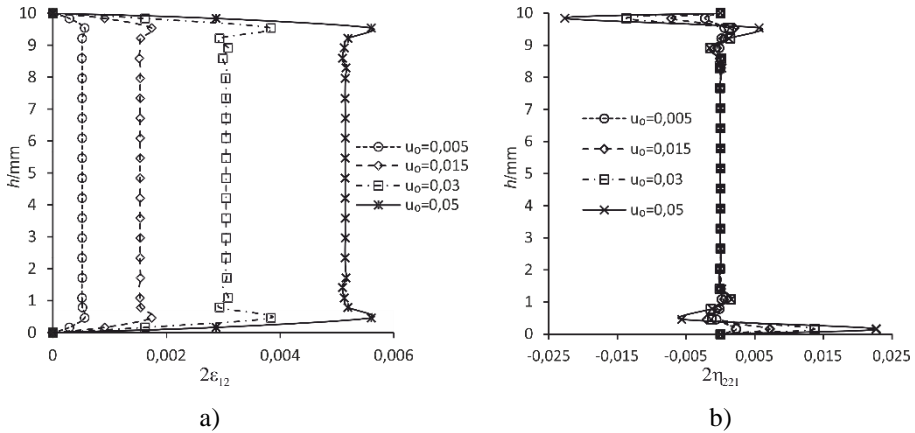 10
9
8
7
6
5
4
3
2
1
0
h/mm
0
0,002
0,004
0,006
2ε12
u₀=0,005
u₀=0,015
u₀=0,03
u₀=0,05
a)
10
9
8
7
6
5
4
3
2
1
0
h/mm
-0,025
-0,015
-0,005
0,005
0,015
0,025
2η221
u₀=0,005
u₀=0,015
u₀=0,03
u₀=0,05
b)